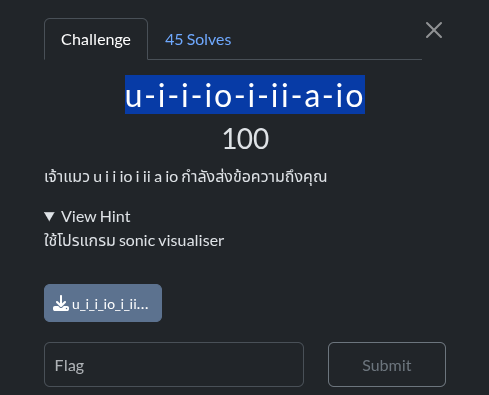 Challenge
45 Solves
u-i-i-io-i-ii-a-io
100
เจ้าแมว u i i io i ii a io กำลังส่งข้อความถึงคุณ
▼ View Hint
ใช้โปรแกรม sonic visualiser
u_i_i_io_i_ii...
Flag
Submit